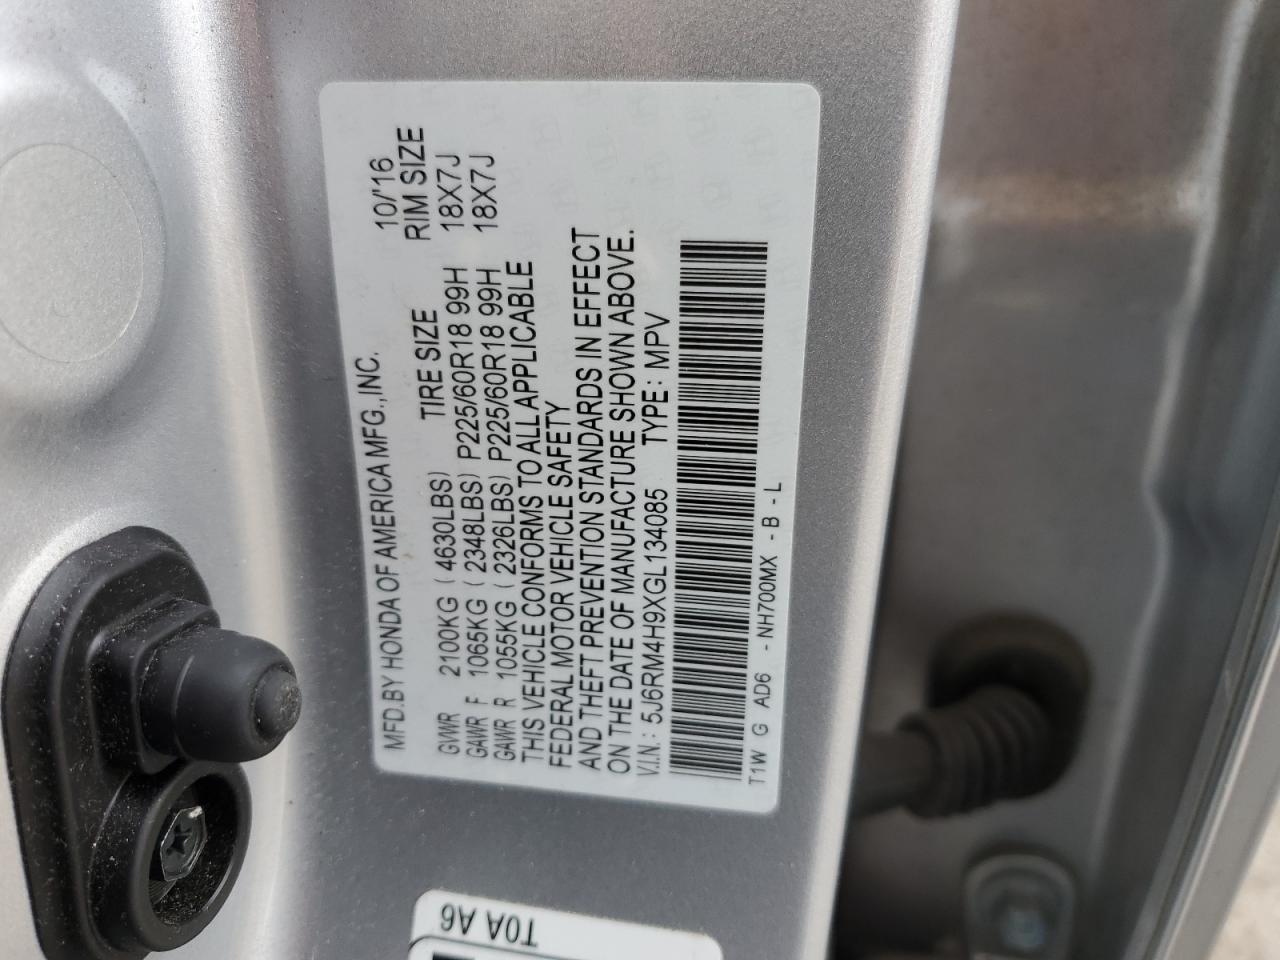 MFD.BY HONDA OF AMERICA MFG.,INC. 10/'16
TIRE SIZE RIM SIZE
GVWR 2100KG ( 4630LBS)
GAWR F 1065KG ( 2348LBS) P225/60R18 99H 18X7J
GAWR R 1055KG ( 2326LBS) P225/60R18 99H 18X7J
THIS VEHICLE CONFORMS TO ALL APPLICABLE
FEDERAL MOTOR VEHICLE SAFETY
AND THEFT PREVENTION STANDARDS IN EFFECT
ON THE DATE OF MANUFACTURE SHOWN ABOVE.
V.I.N.: 5J6RM4H9XGL134085 TYPE: MPV
T1W G AD6 - NH700MX - B - L
T0A A6